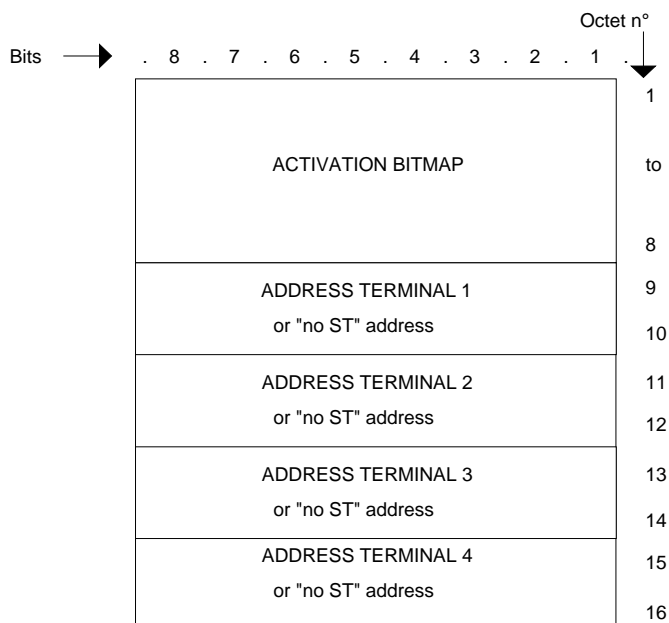 Octet n°
Bits . 8 . 7 . 6 . 5 . 4 . 3 . 2 . 1 .
1
ACTIVATION BITMAP to
8
ADDRESS TERMINAL 1 9
or "no ST" address
10
ADDRESS TERMINAL 2 11
or "no ST" address
12
ADDRESS TERMINAL 3 13
or "no ST" address
14
ADDRESS TERMINAL 4 15
or "no ST" address
16